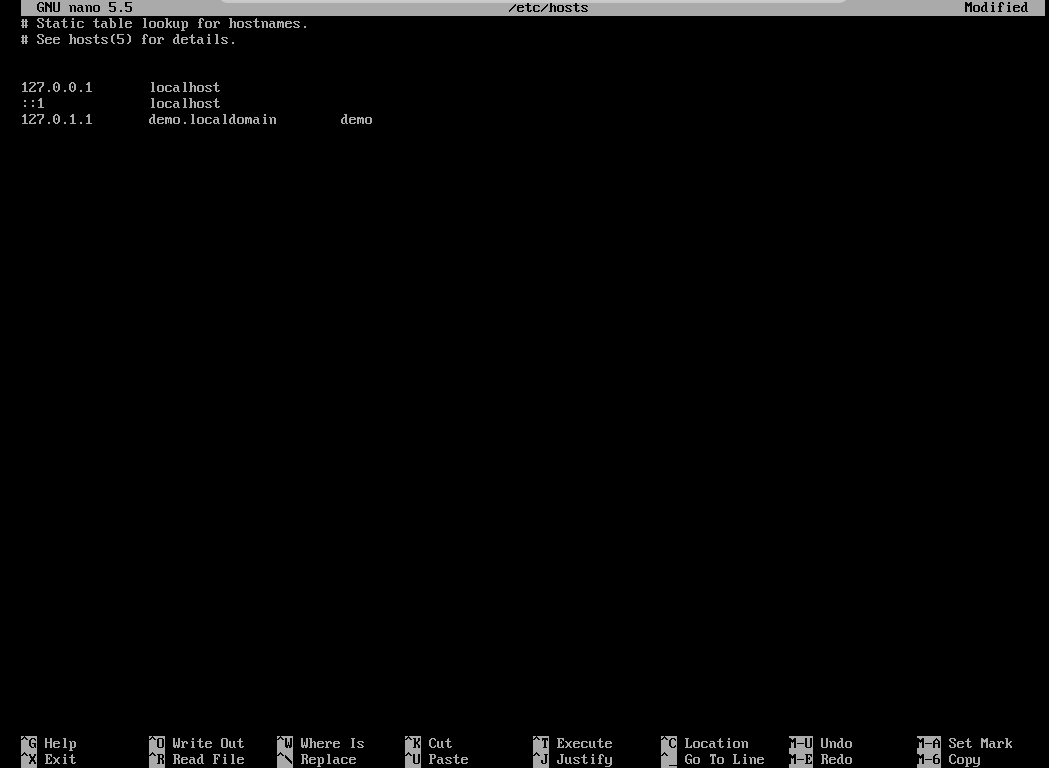 GNU nano 5.5 /etc/hosts Modified
# Static table lookup for hostnames.
# See hosts(5) for details.
127.0.0.1 localhost
::1 localhost
127.0.1.1 demo.localdomain demo
^G Help ^O Write Out ^W Where Is ^K Cut ^T Execute ^C Location M-U Undo M-A Set Mark
^X Exit ^R Read File ^\ Replace ^U Paste ^J Justify ^_ Go To Line M-E Redo M-6 Copy